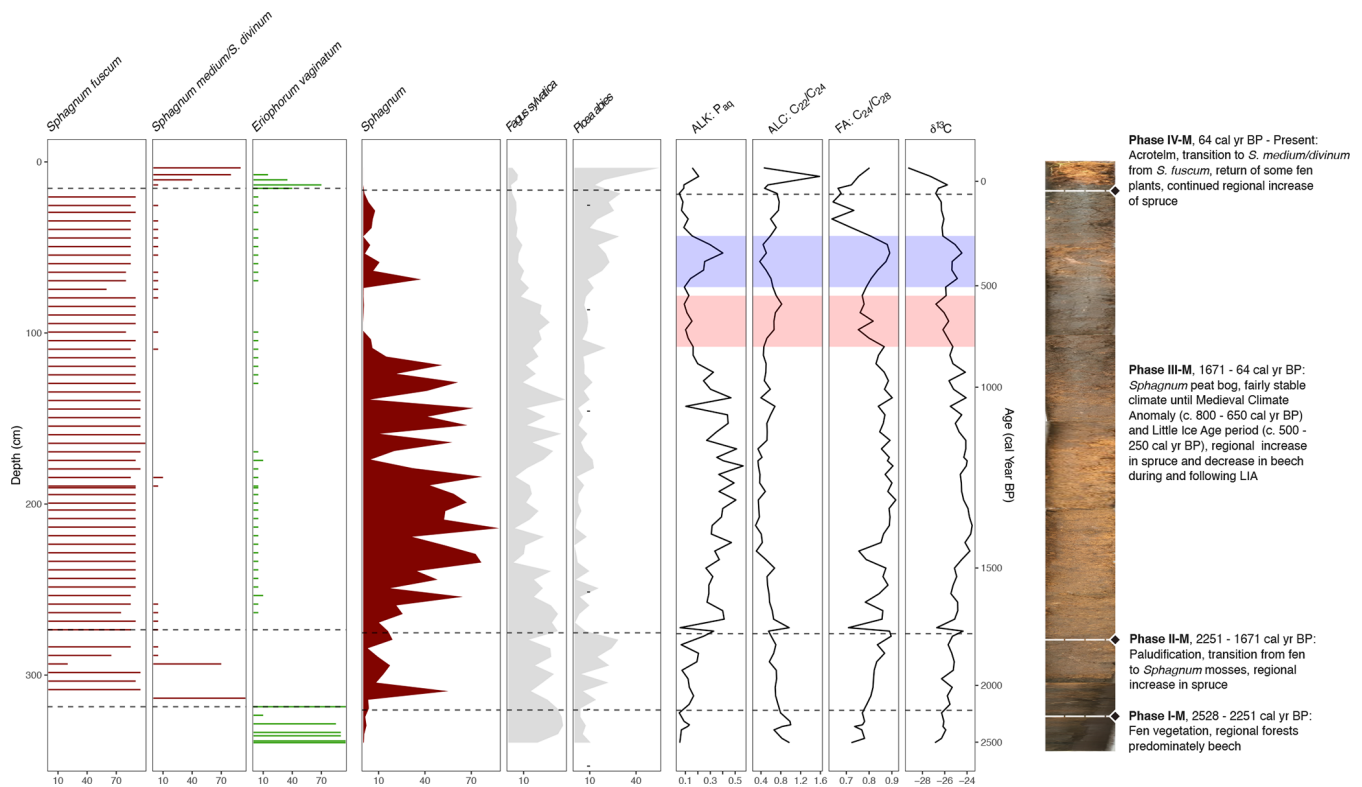 Sphagnum fuscum
Sphagnum medium/S. divinum
Eriophorum vaginatum
Sphagnum
Fagus sylvatica
Picea abies
ALK: Paq
ALC: C22/C24
FA: C24/C28
δ13C
Depth (cm)
0
100
200
300
0
500
1000
1500
2000
2500
Age (cal Year BP)
10 40 70
10 40 70
10 40 70
10 40 70
10
10 40
0.1 0.3 0.5
0.4 0.8 1.2 1.6
0.7 0.8 0.9
−28 −26 −24
Phase IV-M, 64 cal yr BP - Present:
Acrotelm, transition to S. medium/divinum
from S. fuscum, return of some fen
plants, continued regional increase
of spruce
Phase III-M, 1671 - 64 cal yr BP:
Sphagnum peat bog, fairly stable
climate until Medieval Climate
Anomaly (c. 800 - 650 cal yr BP)
and Little Ice Age period (c. 500 -
250 cal yr BP), regional increase
in spruce and decrease in beech
during and following LIA
Phase II-M, 2251 - 1671 cal yr BP:
Paludification, transition from fen
to Sphagnum mosses, regional
increase in spruce
Phase I-M, 2528 - 2251 cal yr BP:
Fen vegetation, regional forests
predominately beech